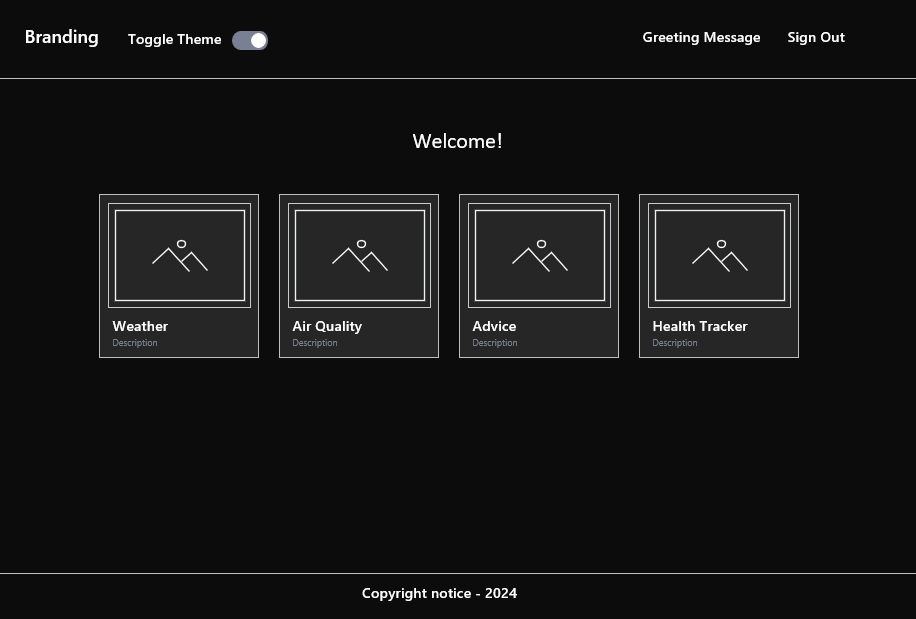 Branding
Toggle Theme
Greeting Message
Sign Out
Welcome!
Weather
Description
Air Quality
Description
Advice
Description
Health Tracker
Description
Copyright notice - 2024